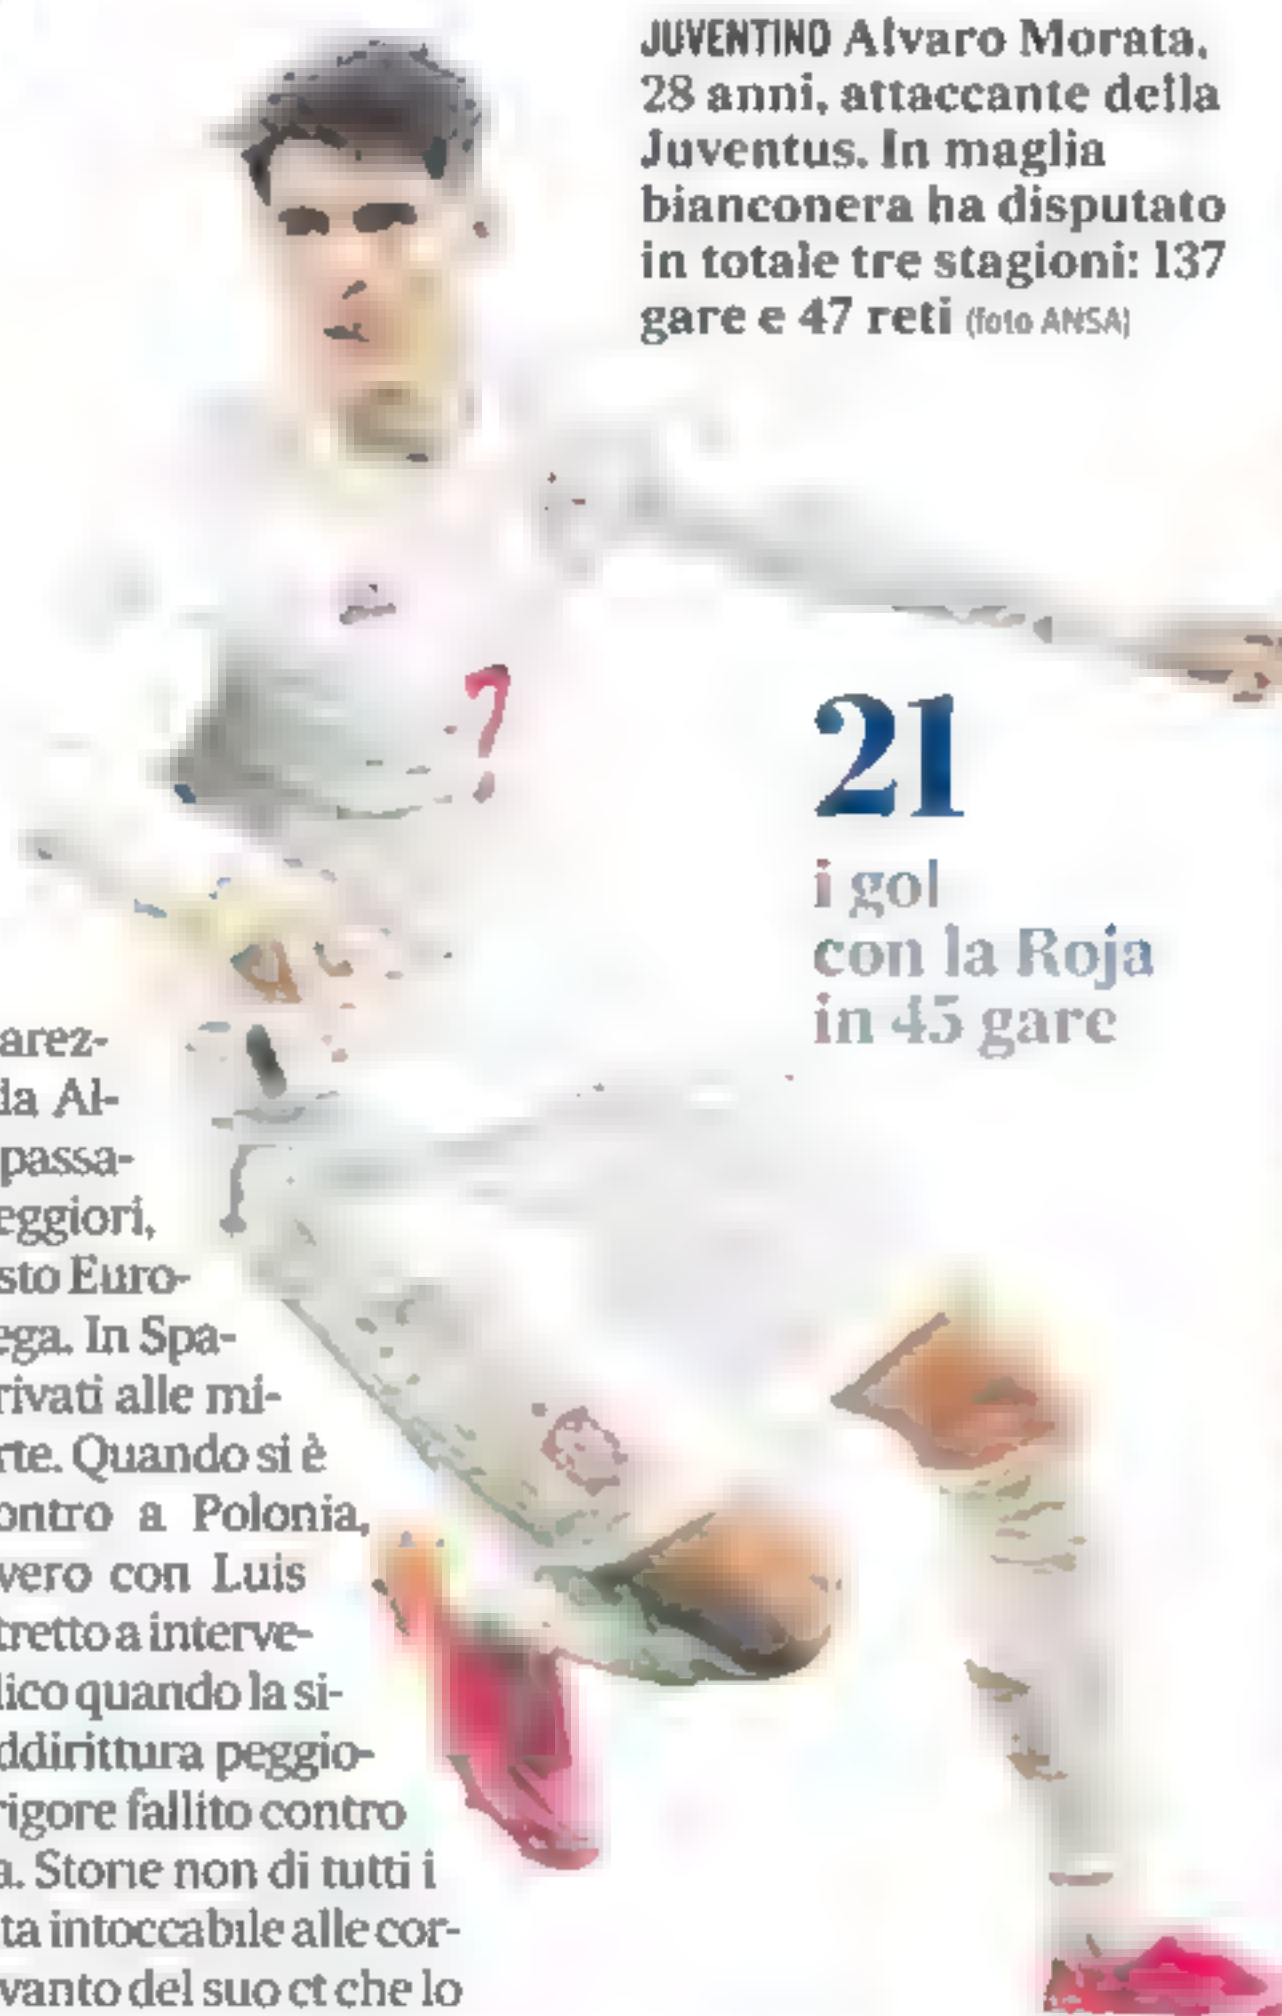 JUVENTINO Alvaro Morata,
28 anni, attaccante della
Juventus. In maglia
bianconera ha disputato
in totale tre stagioni: 137
gare e 47 reti (foto ANSA)
7
21
i gol
con la Roja
in 45 gare
arez-
da Al-
passa-
eggiori,
sto Euro-
ega. In Spa-
rivati alle mi-
rte. Quando si è
ontro a Polonia,
vero con Luis
tretto a interve-
lico quando la si-
ddirittura peggio-
rigore fallito contro
a. Storie non di tutti i
ta intoccabile alle cor-
vanto del suo ct che lo